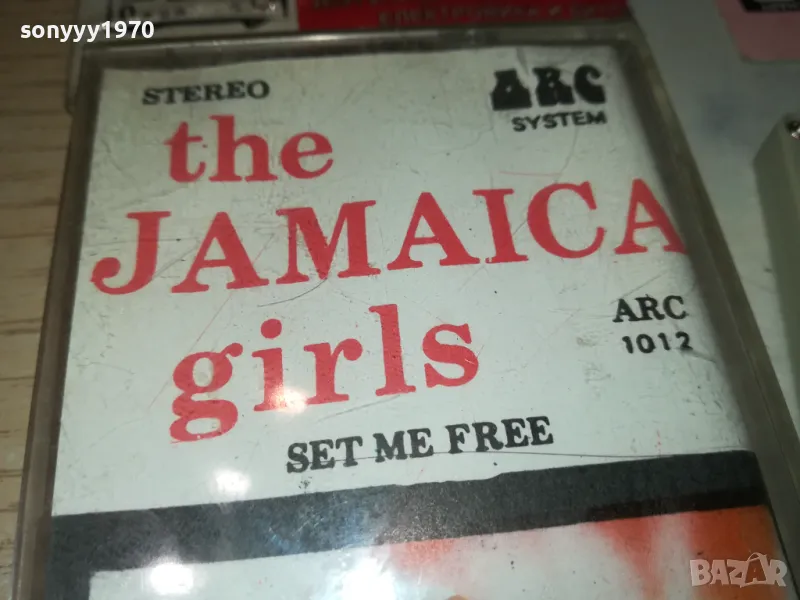 sonyyy1970
STEREO
ARC
SYSTEM
the
JAMAICA
girls
ARC
1012
SET ME FREE
BAZAR